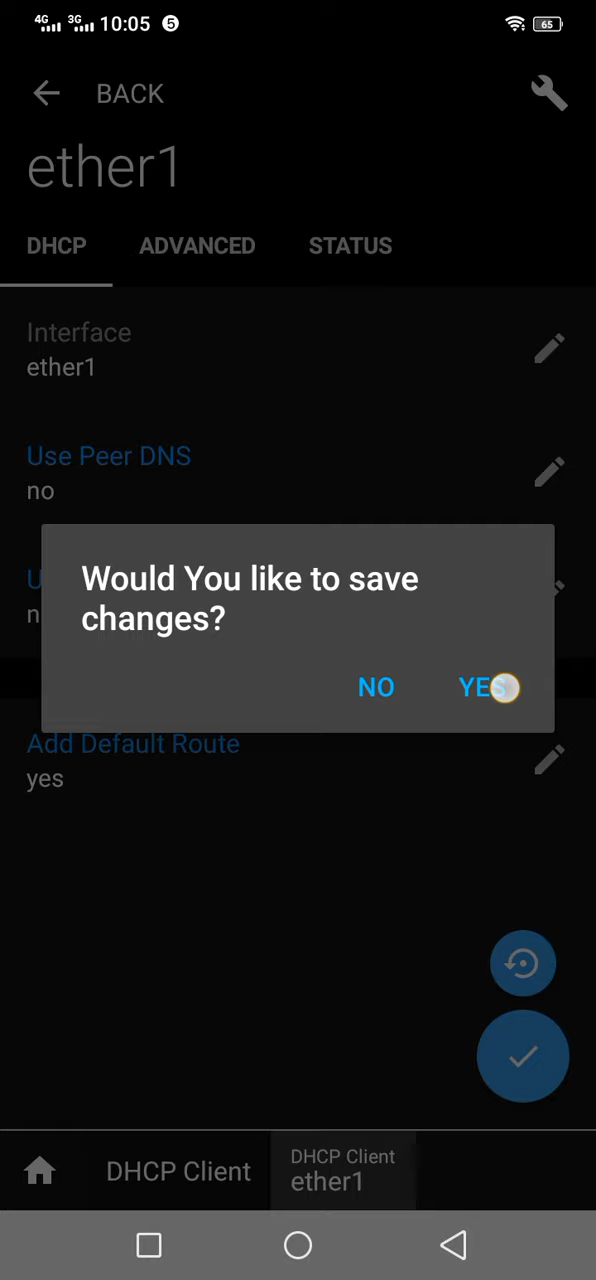 4G 3G 10:05 5 65
BACK
ether1
DHCP ADVANCED STATUS
Interface
ether1
Use Peer DNS
no
Would You like to save
changes?
NO YES
Add Default Route
yes
DHCP Client
DHCP Client
ether1